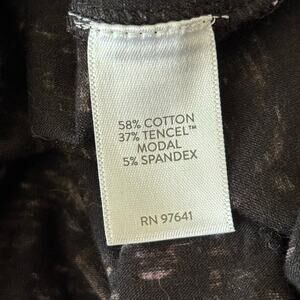 58% COTTON
37% TENCEL™
MODAL
5% SPANDEX
RN 97641